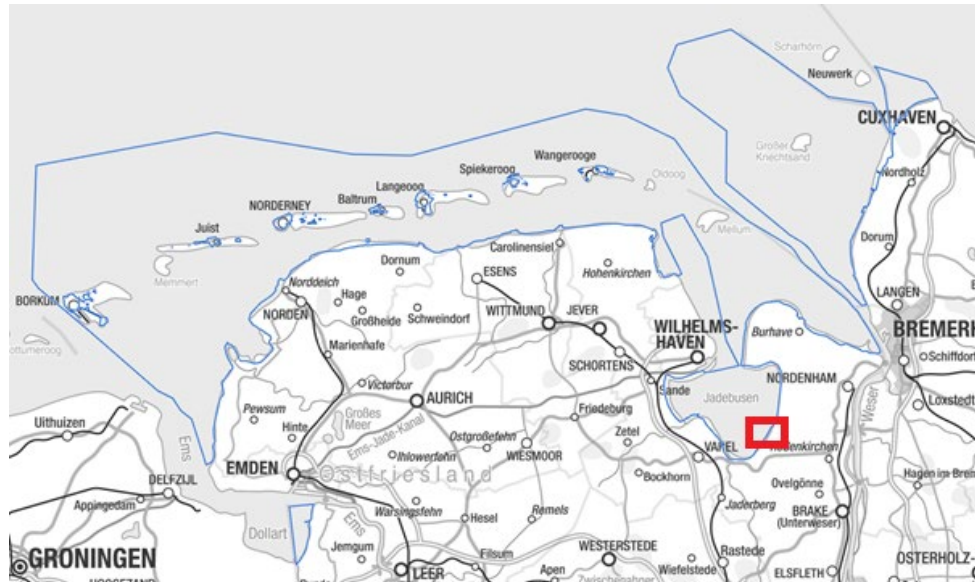 Scharhörn
Neuwerk
CUXHAVEN
Großer
Knechtsand
Nordholz
Wangerooge
Spiekeroog
Oldoog
Langeoog
Baltrum
NORDERNEY
Juist
Mellum
Dorum
Carolinensiel
Memmert
Dornum
Hohenkirchen
ESENS
Norddeich
BORKUM
Hage
LANGEN
NORDEN
Großheide
Schweindorf
WITTMUND
JEVER
WILHELMS-
HAVEN
Burhave
BREMER
Marienhafe
SCHORTENS
Schiffdorf
Sande
NORDENHAM
Victorbur
AURICH
Jadebusen
Weser
Loxstedt
Pewsum
Großes
Meer
Friedeburg
Uithuizen
Hinte
Ems-Jade-Kanal
Ostgroßefehn
Zetel
VAREL
Ems
Ihlowerfehn
WIESMOOR
EMDEN
Ostfriesland
Bockhorn
DELFZIJL
Ovelgönne
Hagen im Brem
Appingedam
Warsingsfehn
Remels
Jaderberg
BRAKE
(Unterweser)
Hesel
Dollart
Ems
Jemgum
WESTERSTEDE
Rastede
GRONINGEN
Filsum
Apen
Wiefelstede
OSTERHOLZ-
LEER
ELSFLETH